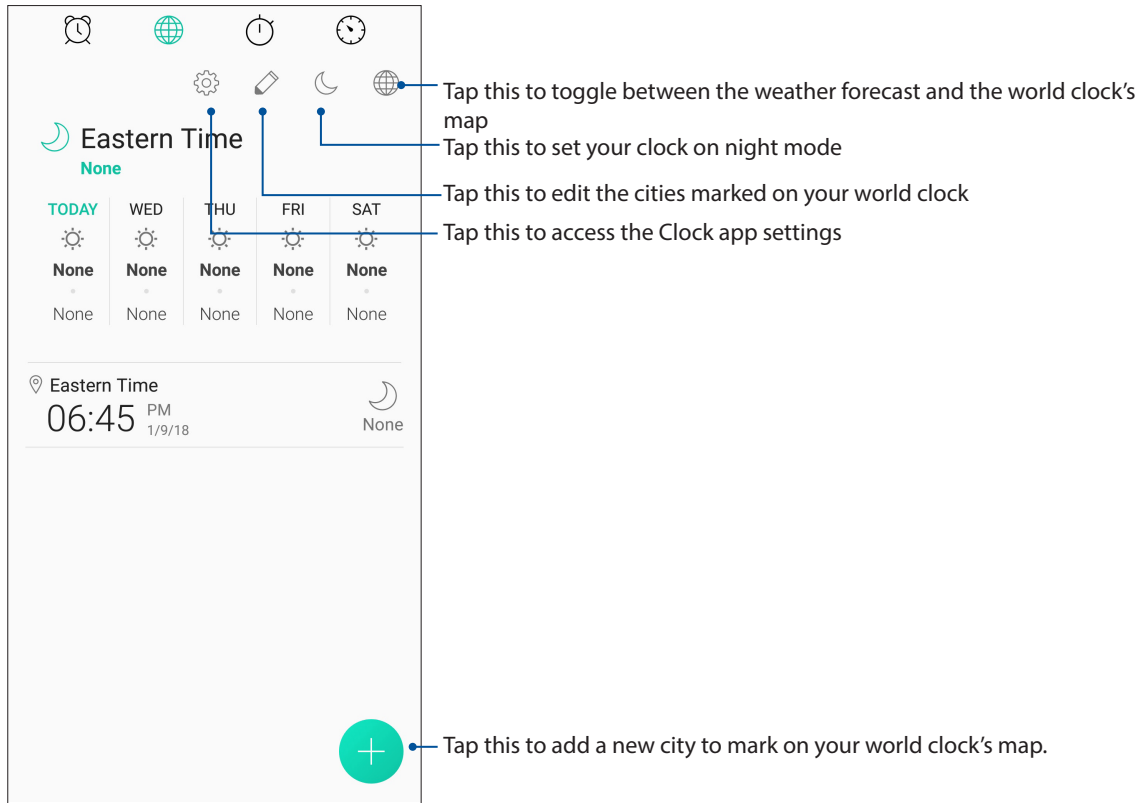 Tap this to toggle between the weather forecast and the world clock's
map
Tap this to set your clock on night mode
Eastern Time
None
Tap this to edit the cities marked on your world clock
TODAY WED THU FRI SAT
Tap this to access the Clock app settings
None None None None None
None None None None None
Eastern Time
06:45 PM
1/9/18
None
Tap this to add a new city to mark on your world clock's map.